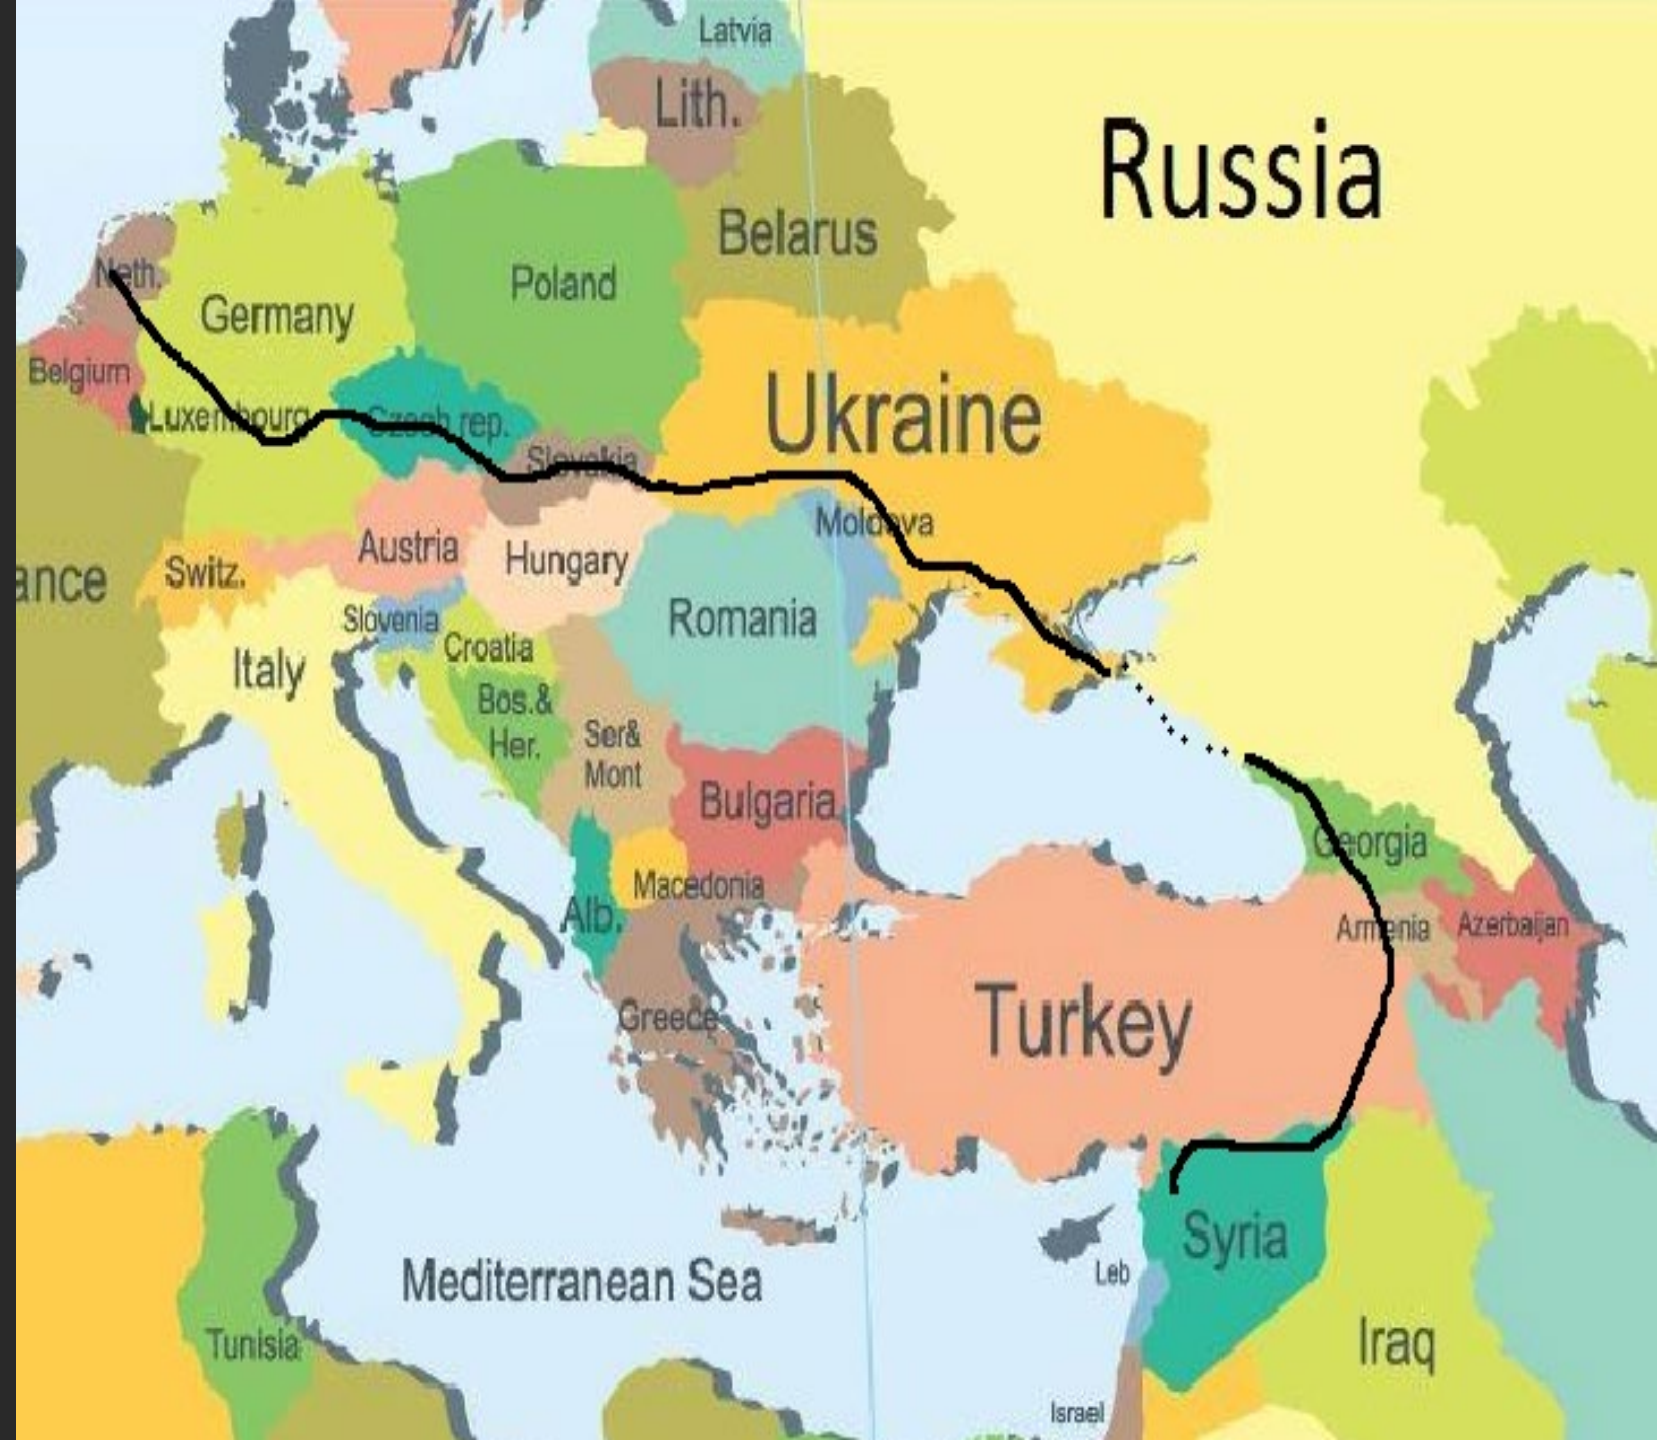 Latvia
Lith.
Russia
Belarus
Neth.
Poland
Germany
Belgium
Ukraine
Luxembourg
Czech rep.
Slovakia
Moldova
Austria
Hungary
ance
Switz.
Slovenia
Romania
Croatia
Italy
Bos.&
Her.
Ser&
Mont
Bulgaria
Georgia
Macedonia
Alb.
Armenia
Azerbaijan
Greece
Turkey
Syria
Mediterranean Sea
Leb
Tunisia
Iraq
Israel